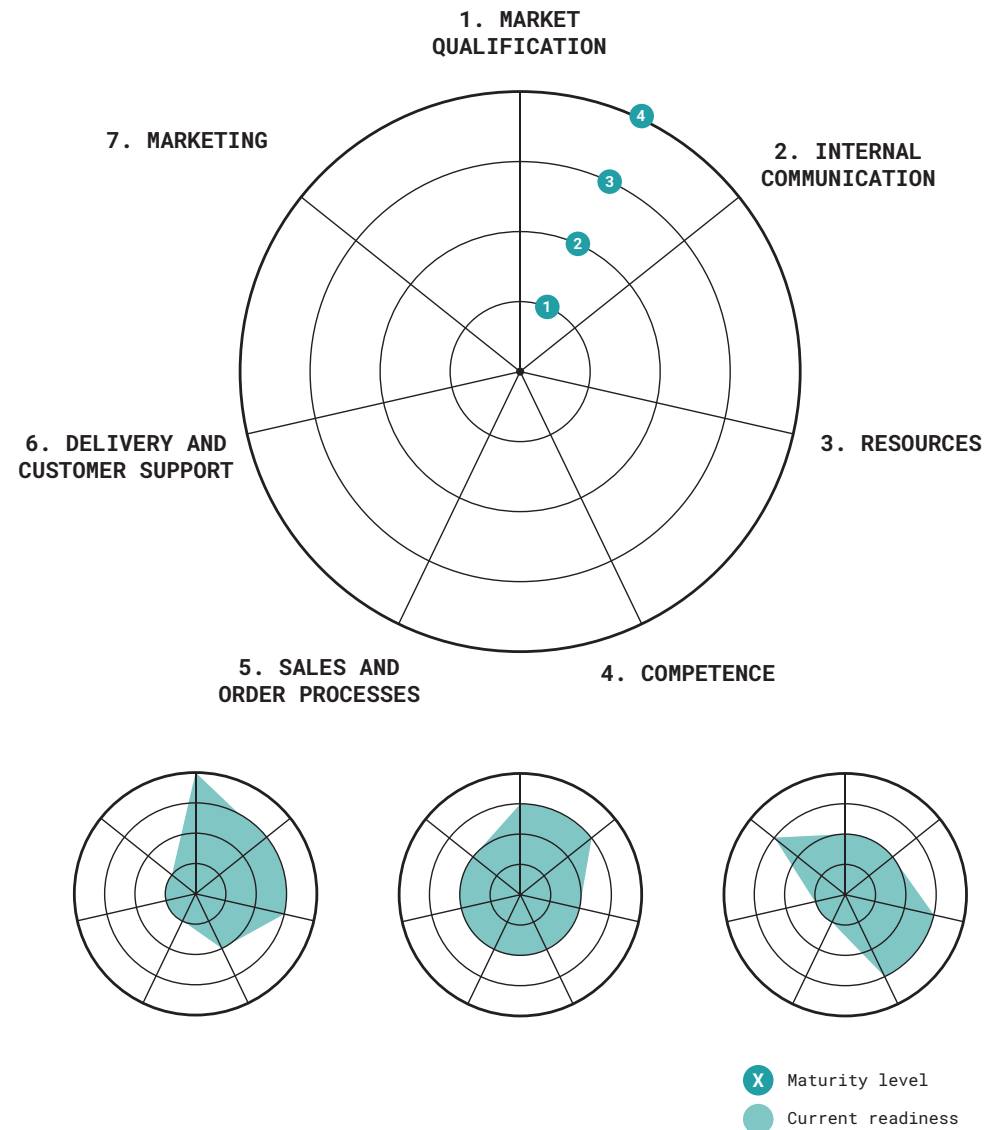 1. MARKET
QUALIFICATION
4
7. MARKETING
2. INTERNAL
COMMUNICATION
3
2
1
6. DELIVERY AND
CUSTOMER SUPPORT
3. RESOURCES
5. SALES AND
ORDER PROCESSES
4. COMPETENCE
X Maturity level
Current readiness